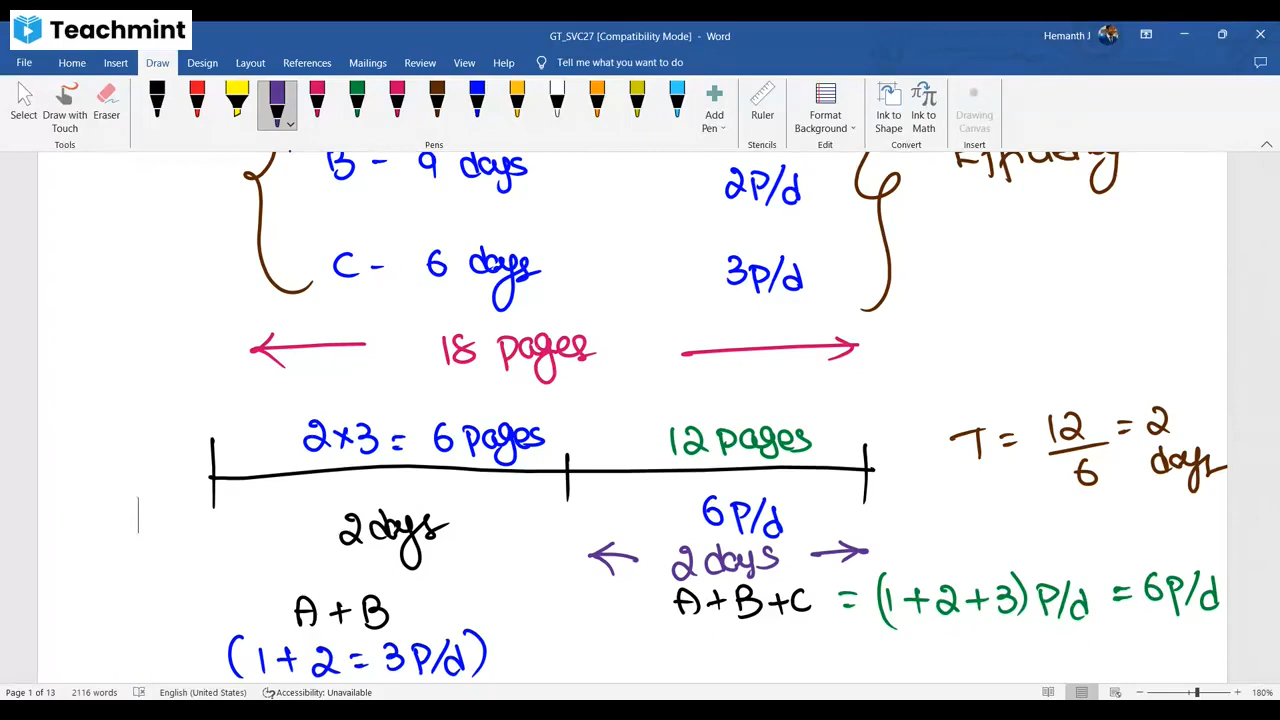 Teachmint
GT_SVC27 [Compatibility Mode] - Word
Hemanth J
File Home Insert Draw Design Layout References Mailings Review View Help Tell me what you want to do
Select Draw with Touch Eraser Add Pen Ruler Format Background Ink to Shape Ink to Math Drawing Canvas
Tools Pens Stencils Edit Convert Insert
B - 9 days 2P/d Efficiency
C - 6 days 3P/d
18 pages
2×3 = 6 pages 12 pages T = 12/6 = 2 days
2 days 6 P/d
2 days
A + B A + B + C = (1+2+3) P/d = 6P/d
(1 + 2 = 3 P/d)
Page 1 of 13 2116 words English (United States) Accessibility: Unavailable 180%